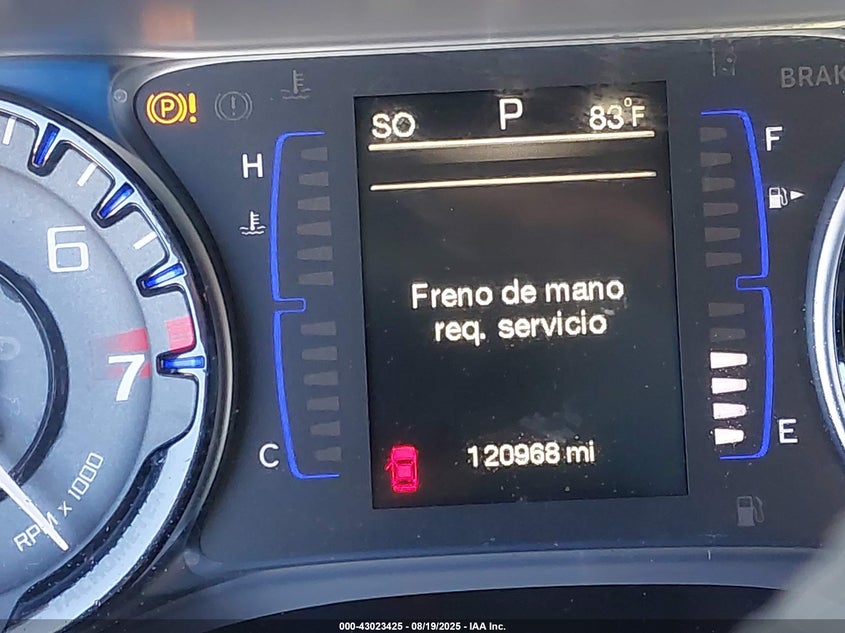 BRAK
SO P 83°F
H
F
6
Freno de mano
req. servicio
7
C
E
120968 mi
RPM x 1000
000-43023425 - 08/19/2025 - IAA Inc.